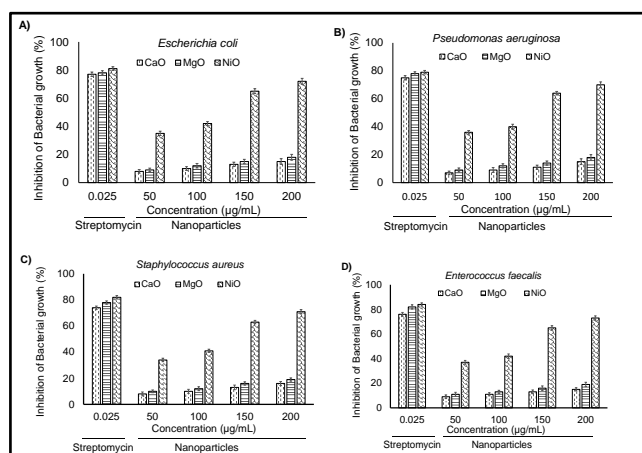 A)
Escherichia coli
CaO MgO NiO
Inhibition of Bacterial growth (%)
100
80
60
40
20
0
0.025 50 100 150 200
Concentration (µg/mL)
Streptomycin Nanoparticles
B)
Pseudomonas aeruginosa
CaO MgO NiO
Inhibition of Bacterial growth (%)
100
80
60
40
20
0
0.025 50 100 150 200
Concentration (µg/mL)
Streptomycin Nanoparticles
C)
Staphylococcus aureus
CaO MgO NiO
Inhibition of Bacterial growth (%)
100
80
60
40
20
0
0.025 50 100 150 200
Concentration (µg/mL)
Streptomycin Nanoparticles
D)
Enterococcus faecalis
CaO MgO NiO
Inhibition of Bacterial growth (%)
100
80
60
40
20
0
0.025 50 100 150 200
Concentration (µg/mL)
Streptomycin Nanoparticles